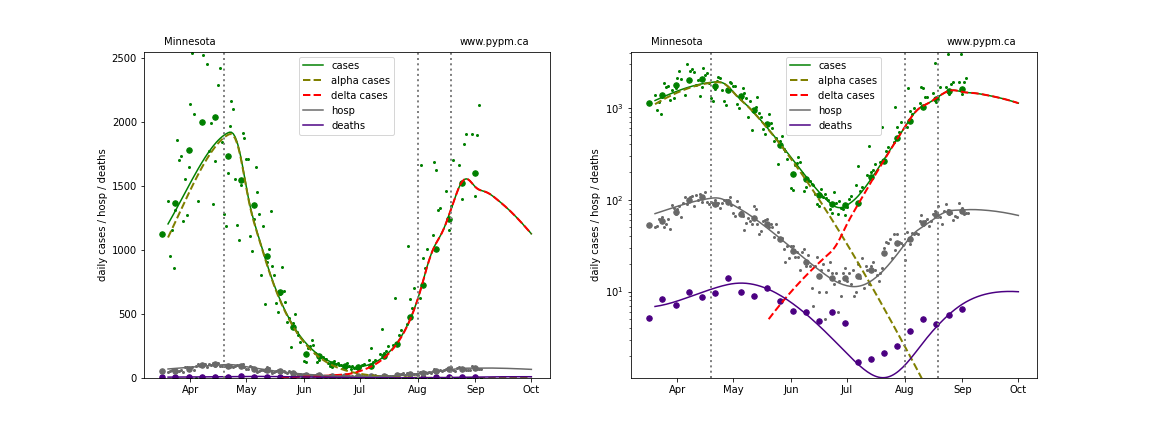 Minnesota www.pypm.ca
2500
2000
1500
1000
500
0
daily cases / hosp / deaths
cases
alpha cases
delta cases
hosp
deaths
Apr May Jun Jul Aug Sep Oct
Minnesota www.pypm.ca
10³
10²
10¹
daily cases / hosp / deaths
cases
alpha cases
delta cases
hosp
deaths
Apr May Jun Jul Aug Sep Oct